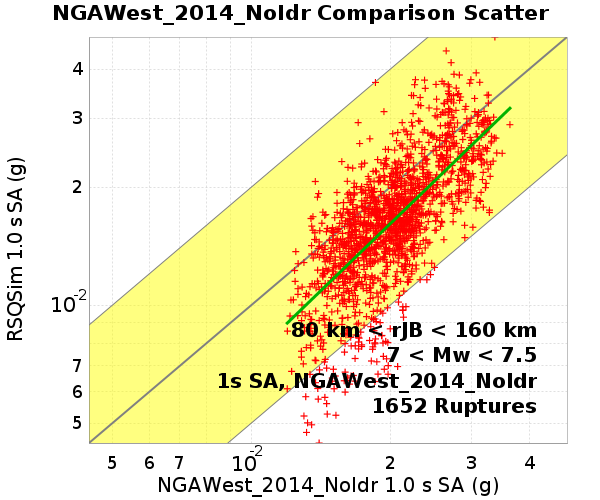 NGAWest_2014_NoIdr Comparison Scatter
RSQSim 1.0 s SA (g)
4
3
2
10-2
7
6
5
80 km < rJB < 160 km
7 < Mw < 7.5
1s SA, NGAWest_2014_NoIdr
1652 Ruptures
5 6 7 10-2 2 3 4
NGAWest_2014_NoIdr 1.0 s SA (g)